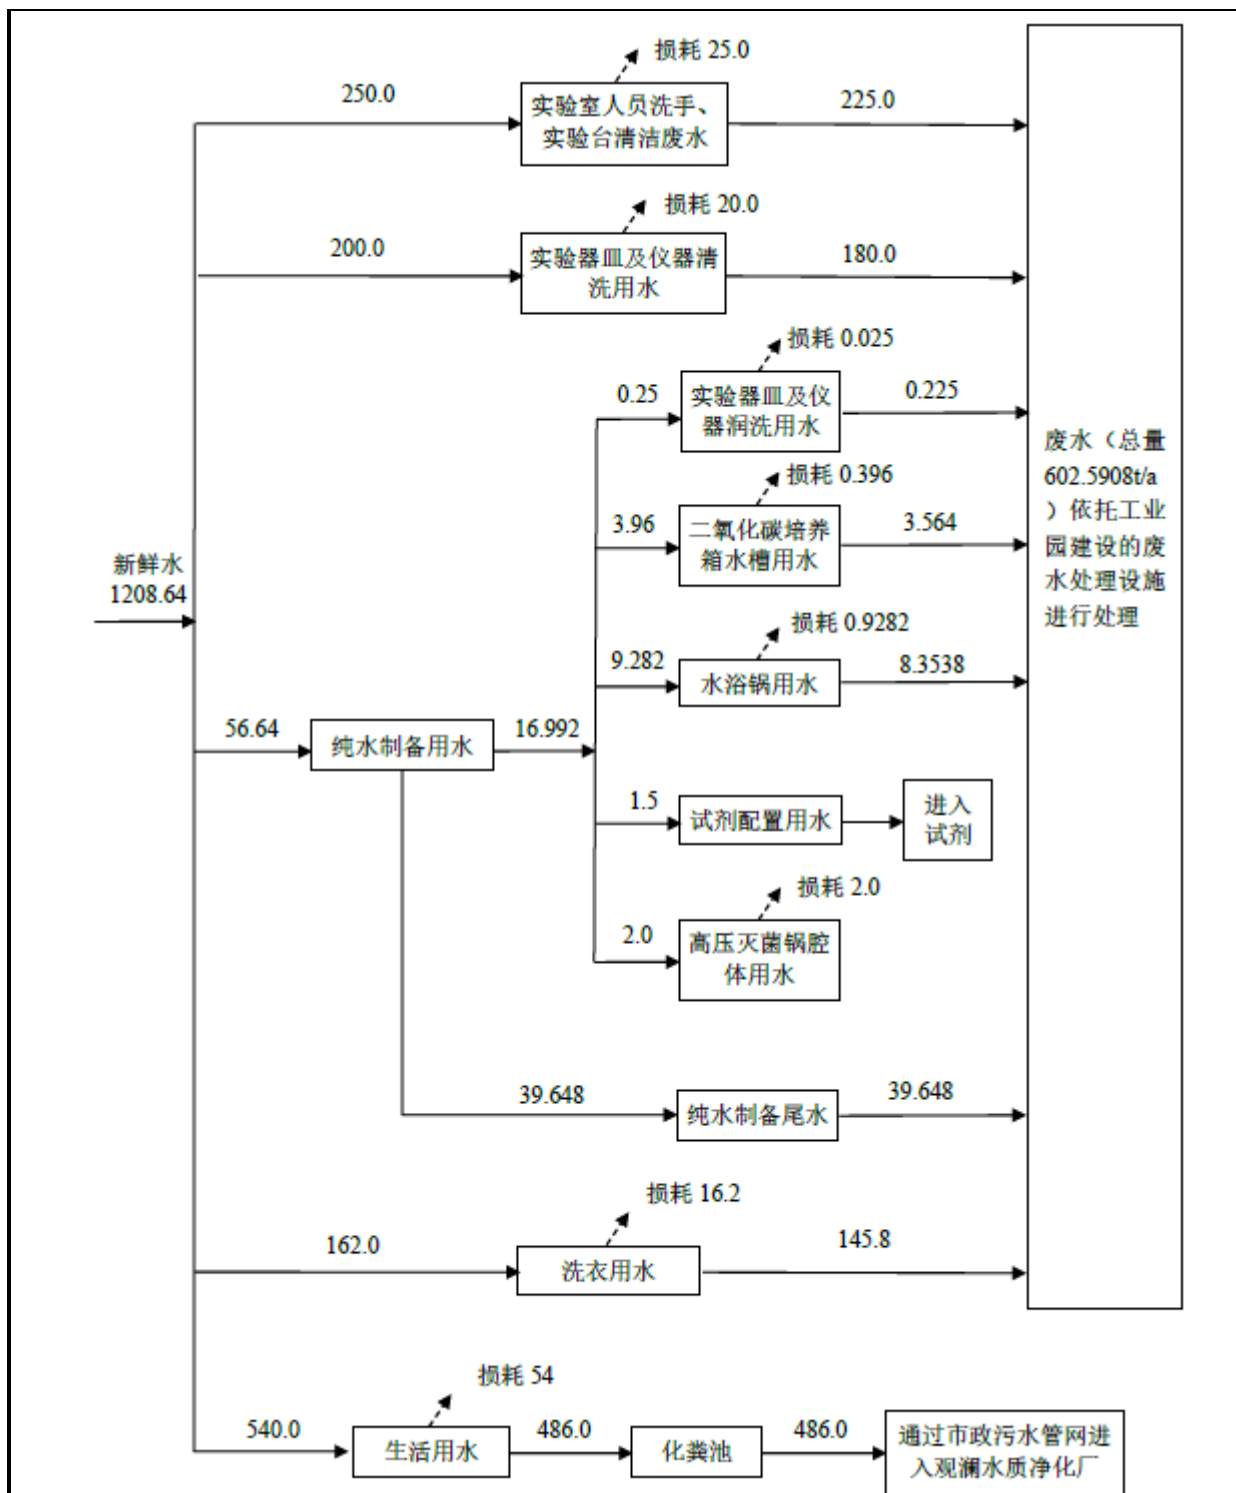 损耗 25.0
250.0
实验室人员洗手、
实验台清洁废水
225.0
损耗 20.0
200.0
实验器皿及仪器清
洗用水
180.0
损耗 0.025
0.25
实验器皿及仪
器润洗用水
0.225
损耗 0.396
3.96
二氧化碳培养
箱水槽用水
3.564
废水（总量
602.5908t/a
）依托工业
园建设的废
水处理设施
进行处理
新鲜水
1208.64
损耗 0.9282
9.282
水浴锅用水
8.3538
56.64
纯水制备用水
16.992
1.5
试剂配置用水
进入
试剂
损耗 2.0
2.0
高压灭菌锅腔
体用水
39.648
纯水制备尾水
39.648
损耗 16.2
162.0
洗衣用水
145.8
损耗 54
540.0
生活用水
486.0
化粪池
486.0
通过市政污水管网进
入观澜水质净化厂